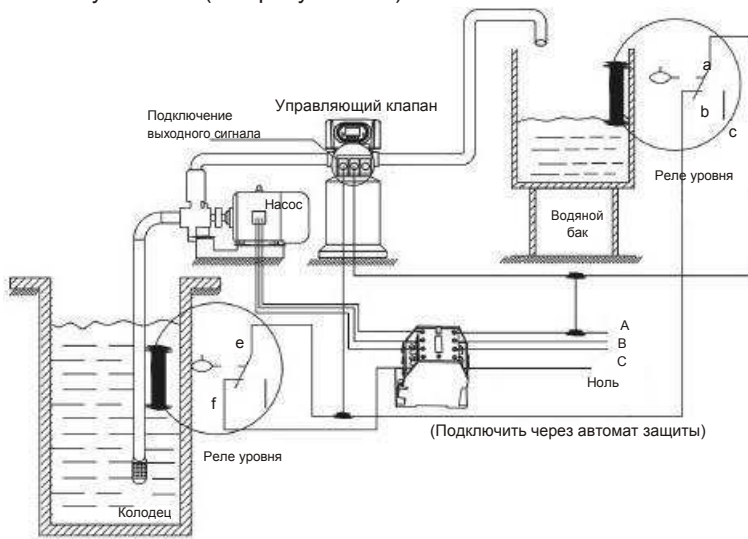 a
b
c
Управляющий клапан
Подключение
выходного сигнала
Реле уровня
Насос
Водяной
бак
A
B
C
Ноль
e
f
(Подключить через автомат защиты)
Реле уровня
Колодец